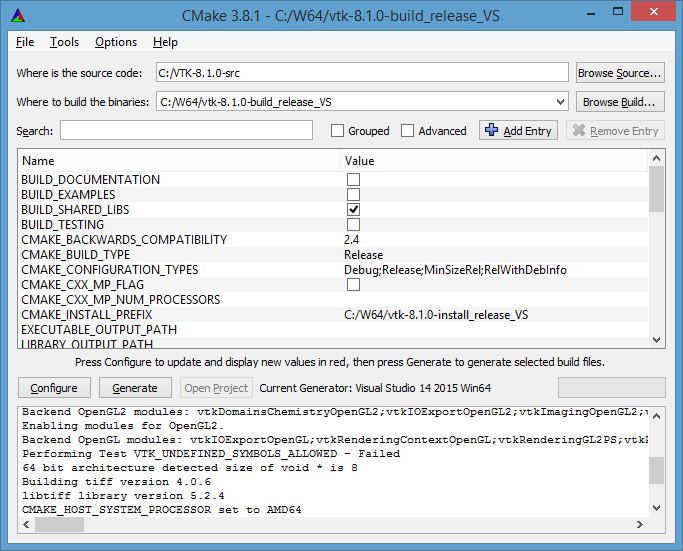 CMake 3.8.1 - C:/W64/vtk-8.1.0-build_release_VS
File Tools Options Help
Where is the source code: C:/VTK-8.1.0-src Browse Source...
Where to build the binaries: C:/W64/vtk-8.1.0-build_release_VS Browse Build...
Search: Grouped Advanced Add Entry Remove Entry
Name Value
BUILD_DOCUMENTATION
BUILD_EXAMPLES
BUILD_SHARED_LIBS
BUILD_TESTING
CMAKE_BACKWARDS_COMPATIBILITY 2.4
CMAKE_BUILD_TYPE Release
CMAKE_CONFIGURATION_TYPES Debug;Release;MinSizeRel;RelWithDebInfo
CMAKE_CXX_MP_FLAG
CMAKE_CXX_MP_NUM_PROCESSORS
CMAKE_INSTALL_PREFIX C:/W64/vtk-8.1.0-install_release_VS
EXECUTABLE_OUTPUT_PATH
LIBRARY_OUTPUT_PATH
Press Configure to update and display new values in red, then press Generate to generate selected build files.
Configure Generate Open Project Current Generator: Visual Studio 14 2015 Win64
Backend OpenGL2 modules: vtkDomainsChemistryOpenGL2;vtkIOExportOpenGL2;vtkImagingOpenGL2;
Enabling modules for OpenGL2.
Backend OpenGL modules: vtkIOExportOpenGL;vtkRenderingContextOpenGL;vtkRenderingGL2PS;
Performing Test VTK_UNDEFINED_SYMBOLS_ALLOWED - Failed
64 bit architecture detected size of void * is 8
Building tiff version 4.0.6
libtiff library version 5.2.4
CMAKE_HOST_SYSTEM_PROCESSOR set to AMD64